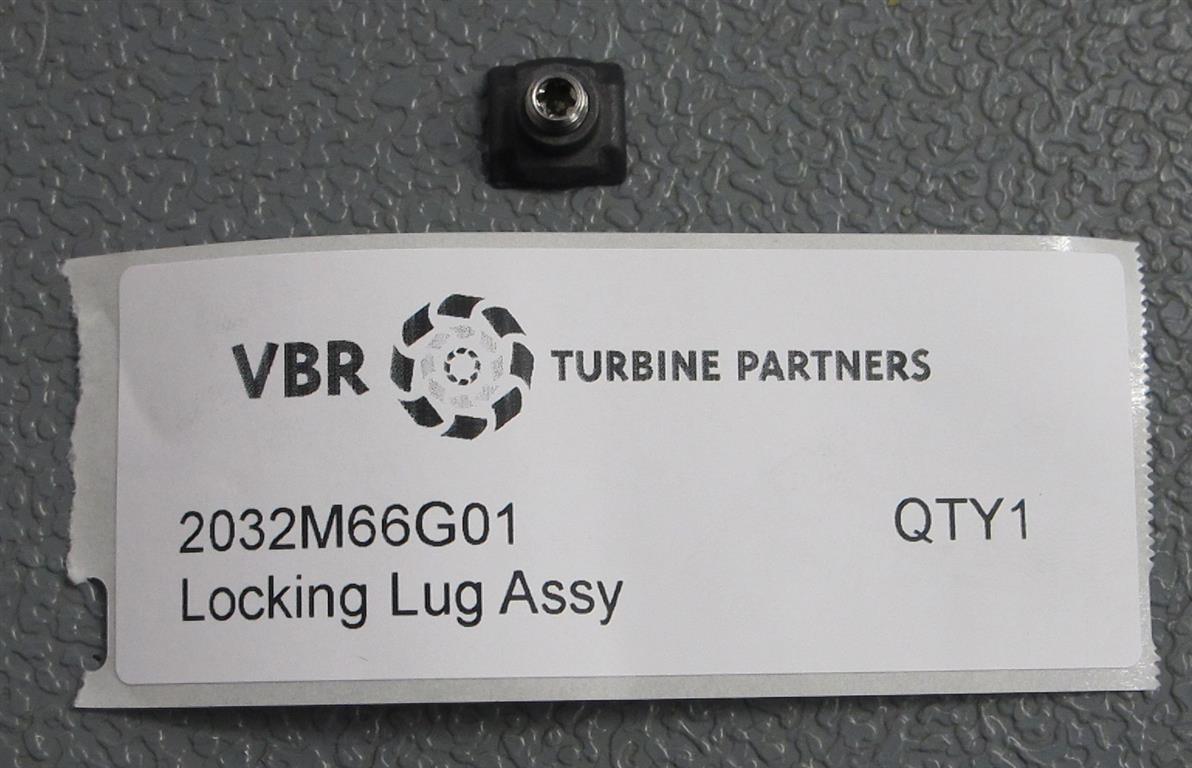 VBR TURBINE PARTNERS
2032M66G01 QTY1
Locking Lug Assy